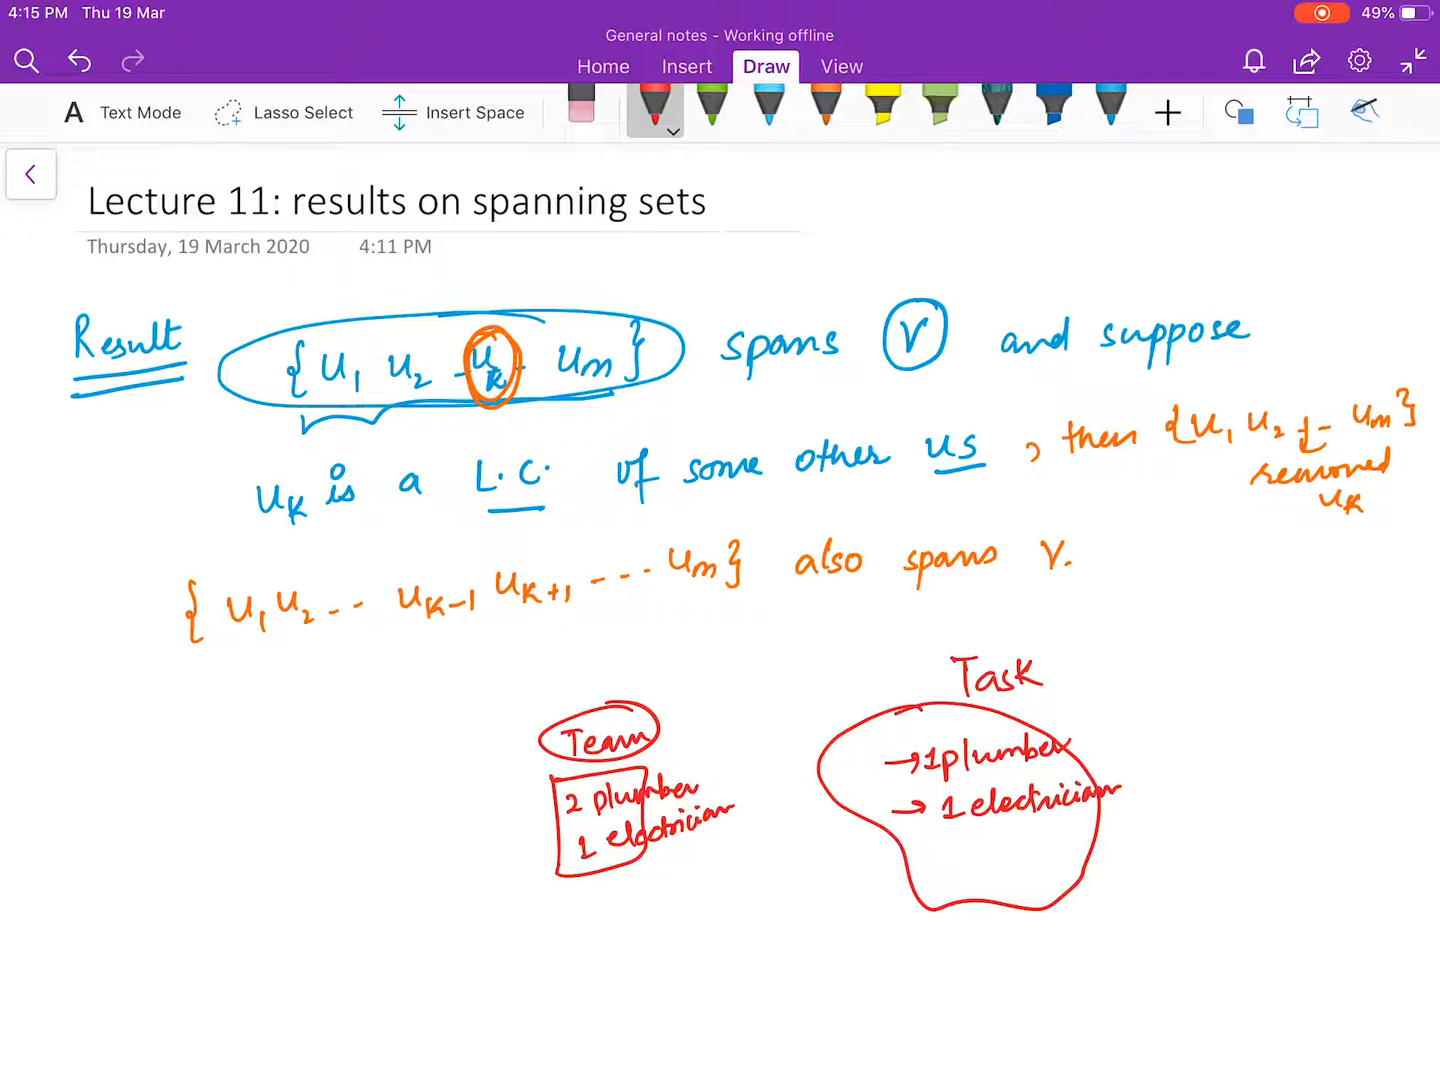 4:15 PM Thu 19 Mar 49%
General notes - Working offline
Home Insert Draw View
A Text Mode Lasso Select Insert Space
Lecture 11: results on spanning sets
Thursday, 19 March 2020 4:11 PM
Result {u₁ u₂ - uₖ - uₘ} spans V and suppose
uₖ is a L.C. of some other us , then {u₁ u₂ - - uₘ}
removed
uₖ
{ u₁ u₂ - - uₖ₋₁ uₖ₊₁ - - - uₘ} also spans V.
Task
Team
→ 1 plumber
→ 1 electrician
2 plumber
1 electrician